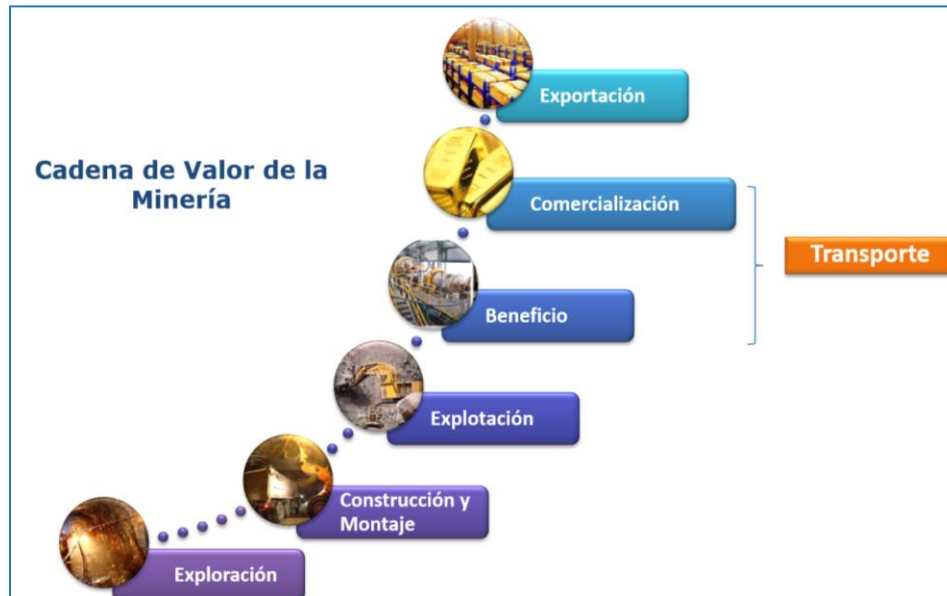 Exportación
Cadena de Valor de la
Minería
Comercialización
Transporte
Beneficio
Explotación
Construcción y
Montaje
Exploración